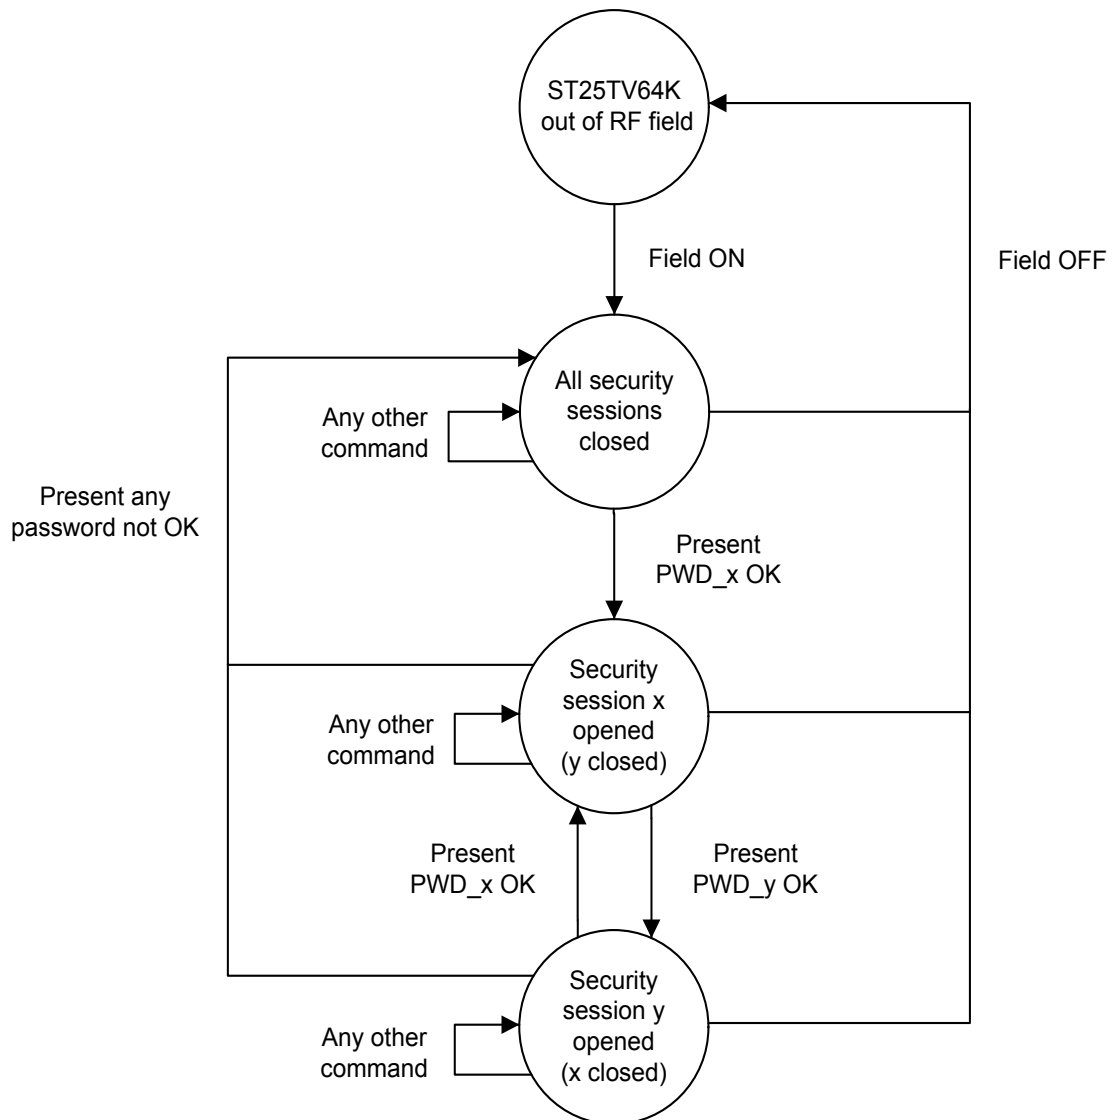 ST25TV64K
out of RF field
Field ON
Field OFF
All security
sessions
closed
Any other
command
Present any
password not OK
Present
PWD_x OK
Security
session x
opened
(y closed)
Any other
command
Present
PWD_x OK
Present
PWD_y OK
Security
session y
opened
(x closed)
Any other
command